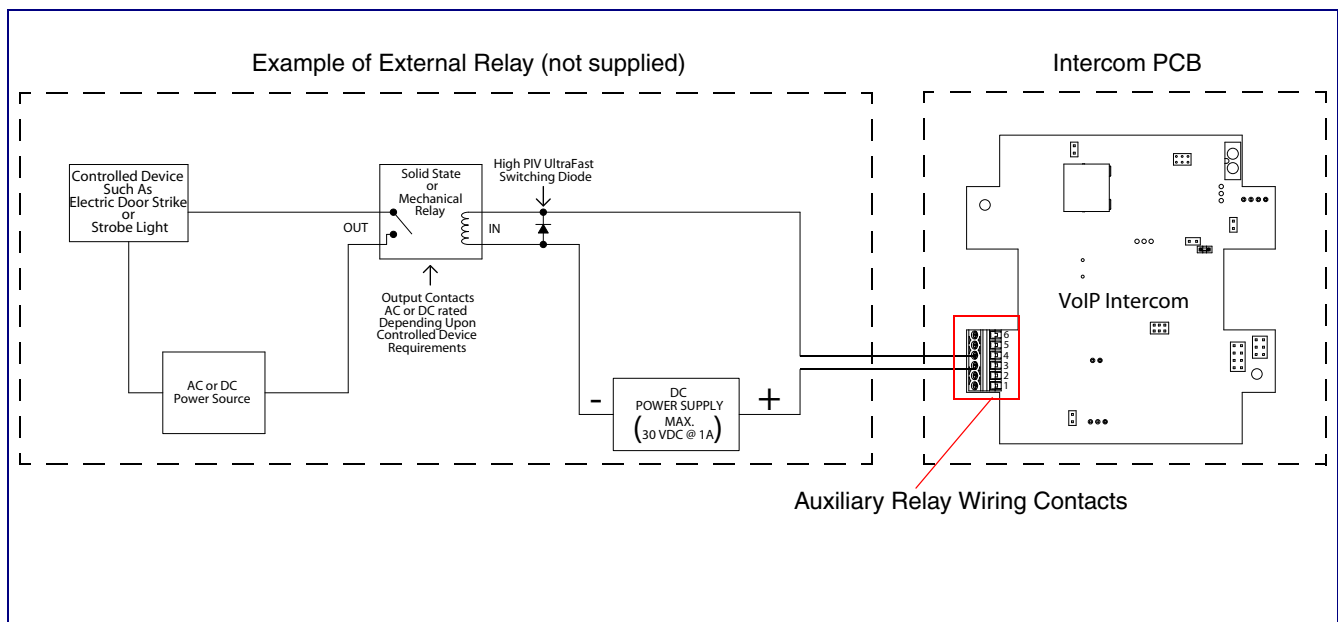 Example of External Relay (not supplied)
Intercom PCB
Controlled Device
Such As
Electric Door Strike
or
Strobe Light
Solid State
or
Mechanical
Relay
OUT
IN
High PIV UltraFast
Switching Diode
Output Contacts
AC or DC rated
Depending Upon
Controlled Device
Requirements
AC or DC
Power Source
-
DC
POWER SUPPLY
(MAX.
30 VDC @ 1A)
+
VoIP Intercom
6
5
4
3
2
1
Auxiliary Relay Wiring Contacts